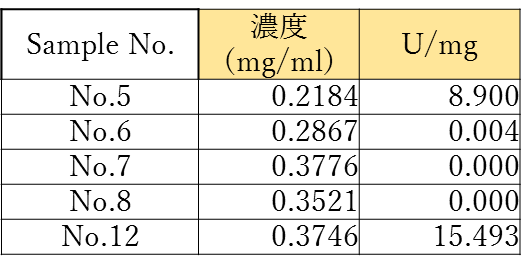 Sample No. 濃度 (mg/ml) U/mg
No.5 0.2184 8.900
No.6 0.2867 0.004
No.7 0.3776 0.000
No.8 0.3521 0.000
No.12 0.3746 15.493